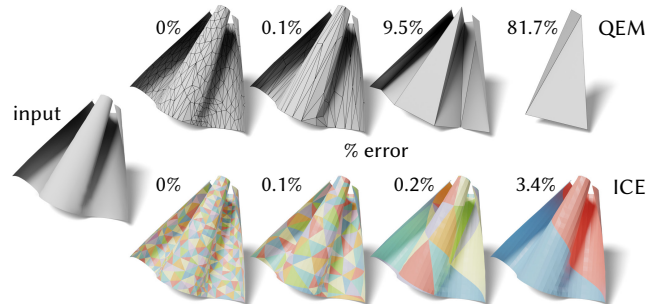 0% 0.1% 9.5% 81.7% QEM
input
% error
0% 0.1% 0.2% 3.4% ICE